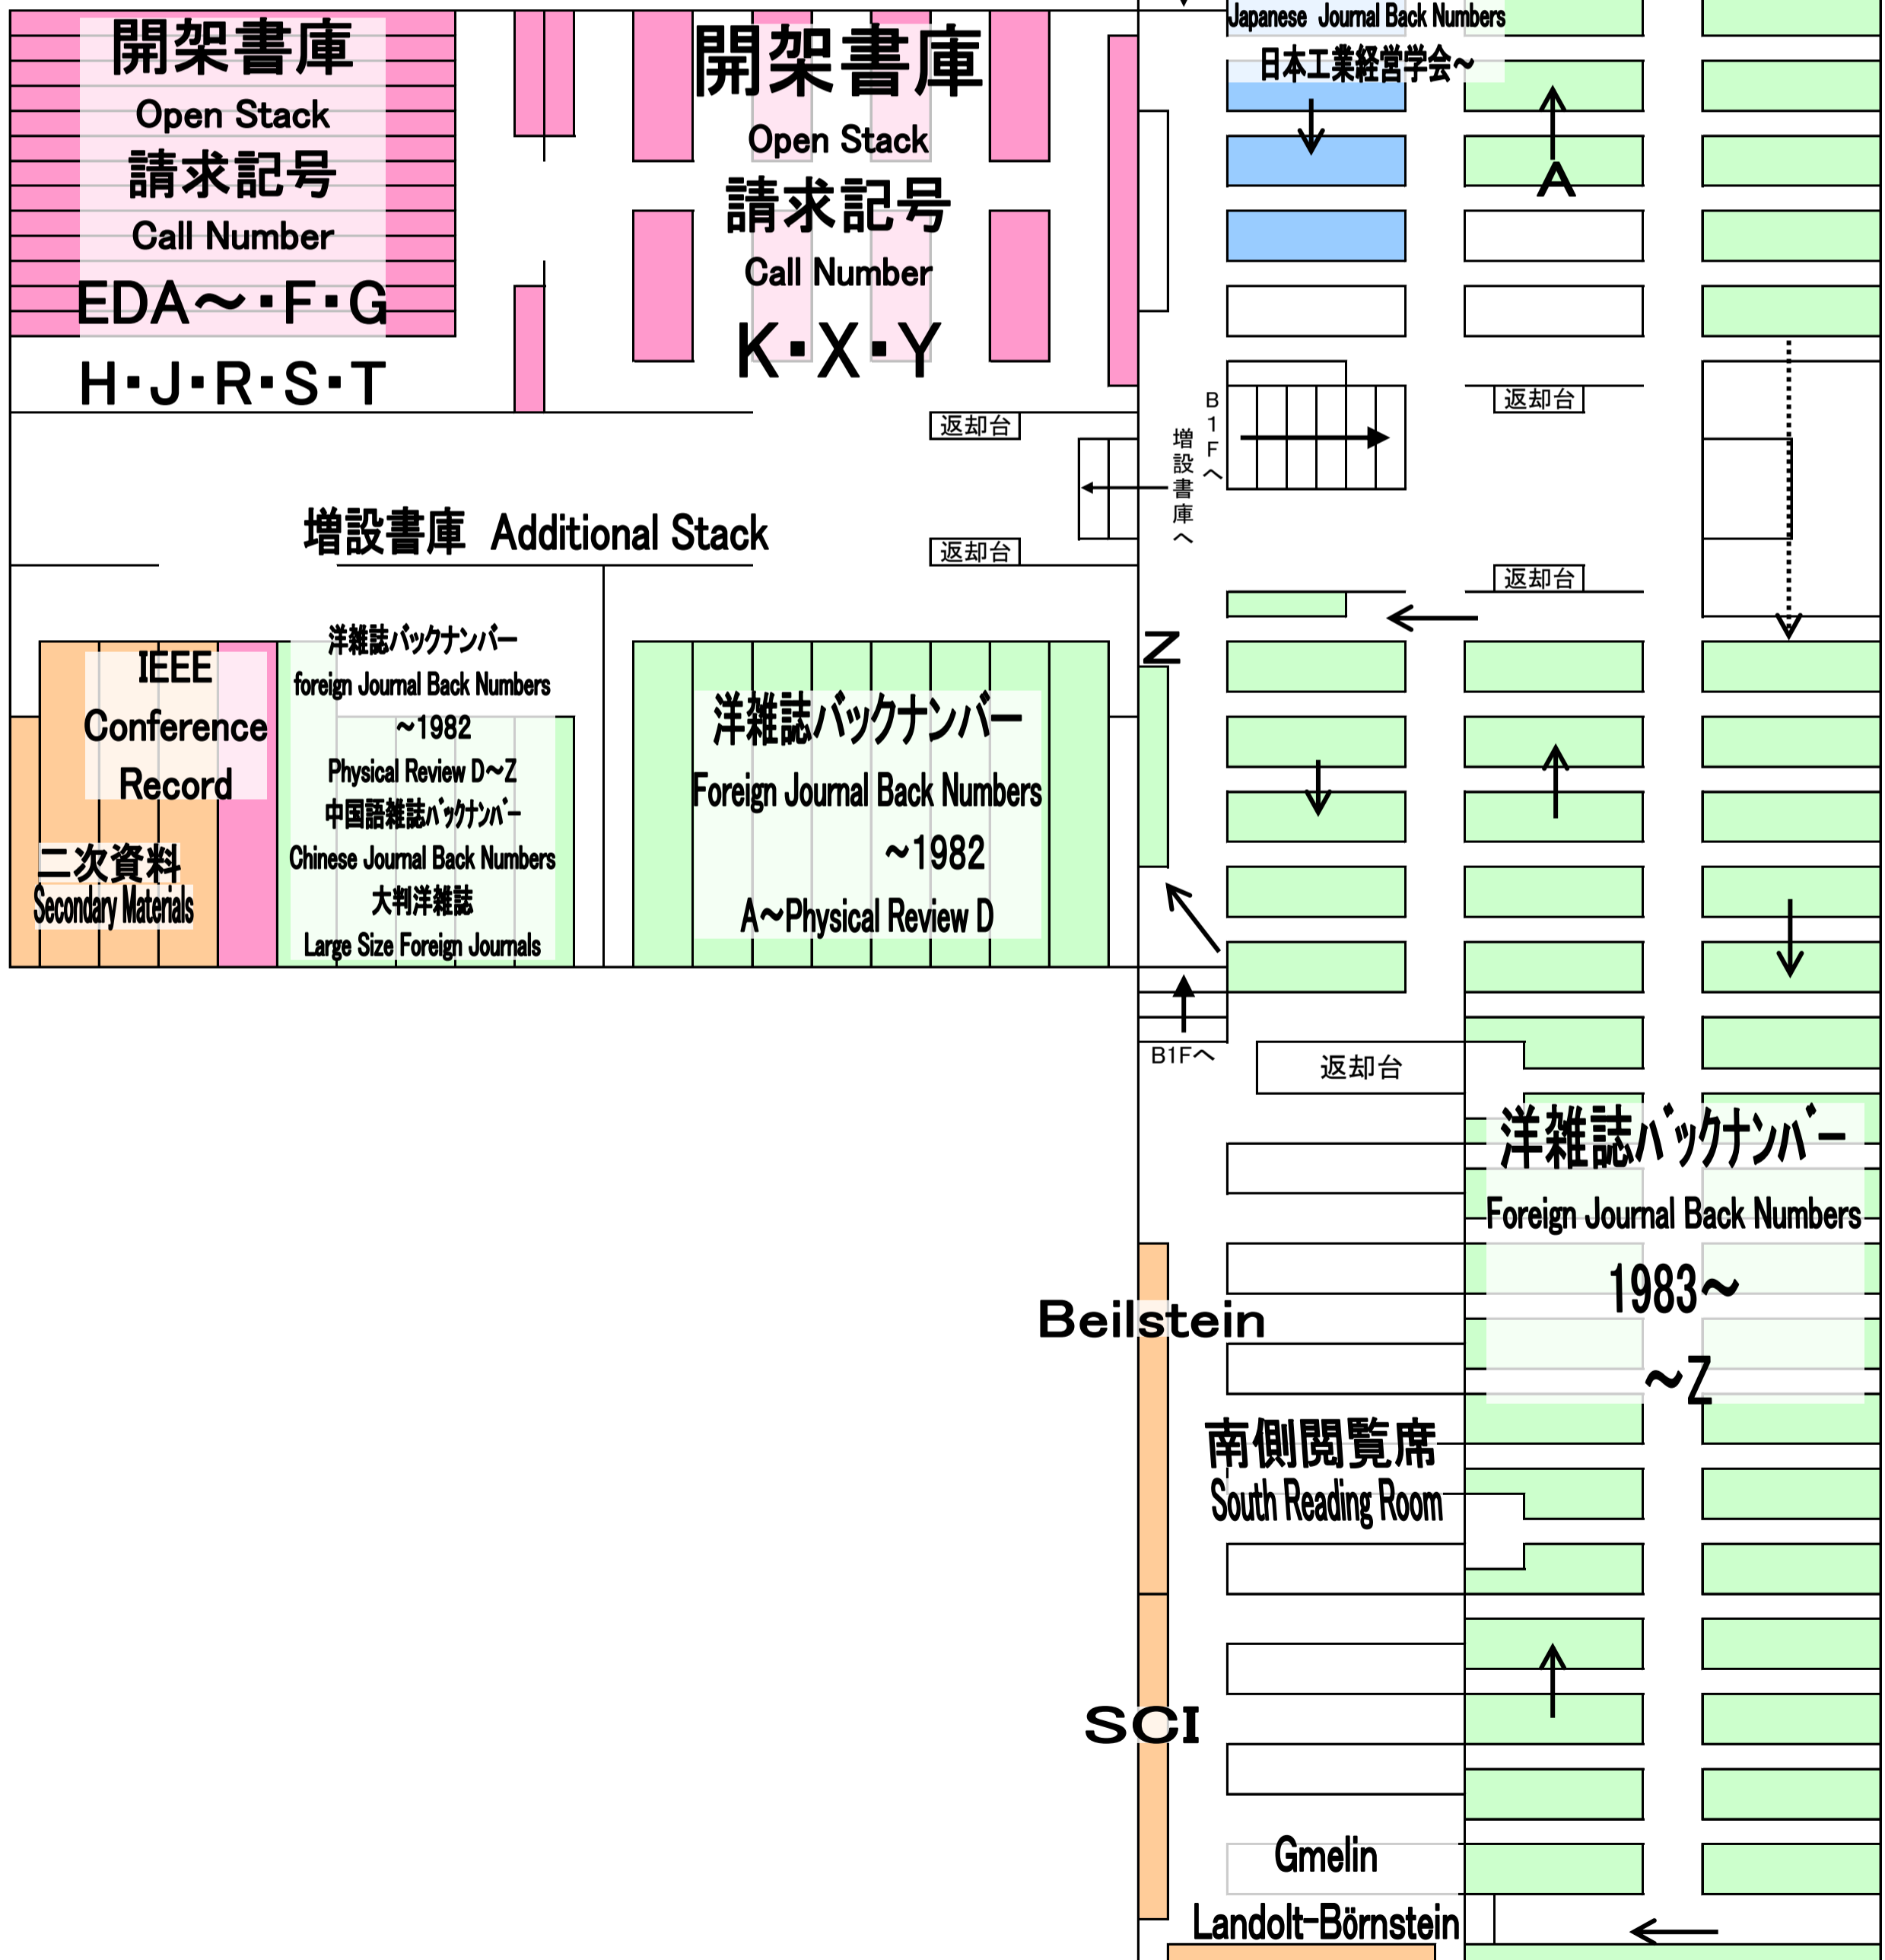 開架書庫
Open Stack
請求記号
Call Number
EDA～・F・G
H・J・R・S・T
開架書庫
Open Stack
請求記号
Call Number
K・X・Y
Japanese Journal Back Numbers
日本工業経営学会～
A
返却台
返却台
B1Fへ
増設書庫へ
増設書庫 Additional Stack
返却台
返却台
IEEE
Conference
Record
二次資料
Secondary Materials
洋雑誌バックナンバー
foreign Journal Back Numbers
～1982
Physical Review D～Z
中国語雑誌バックナンバー
Chinese Journal Back Numbers
大判洋雑誌
Large Size Foreign Journals
洋雑誌バックナンバー
Foreign Journal Back Numbers
～1982
A～Physical Review D
Z
B1Fへ
返却台
洋雑誌バックナンバー
Foreign Journal Back Numbers
1983～
～Z
Beilstein
南側閲覧席
South Reading Room
SCI
Gmelin
Landolt-Börnstein